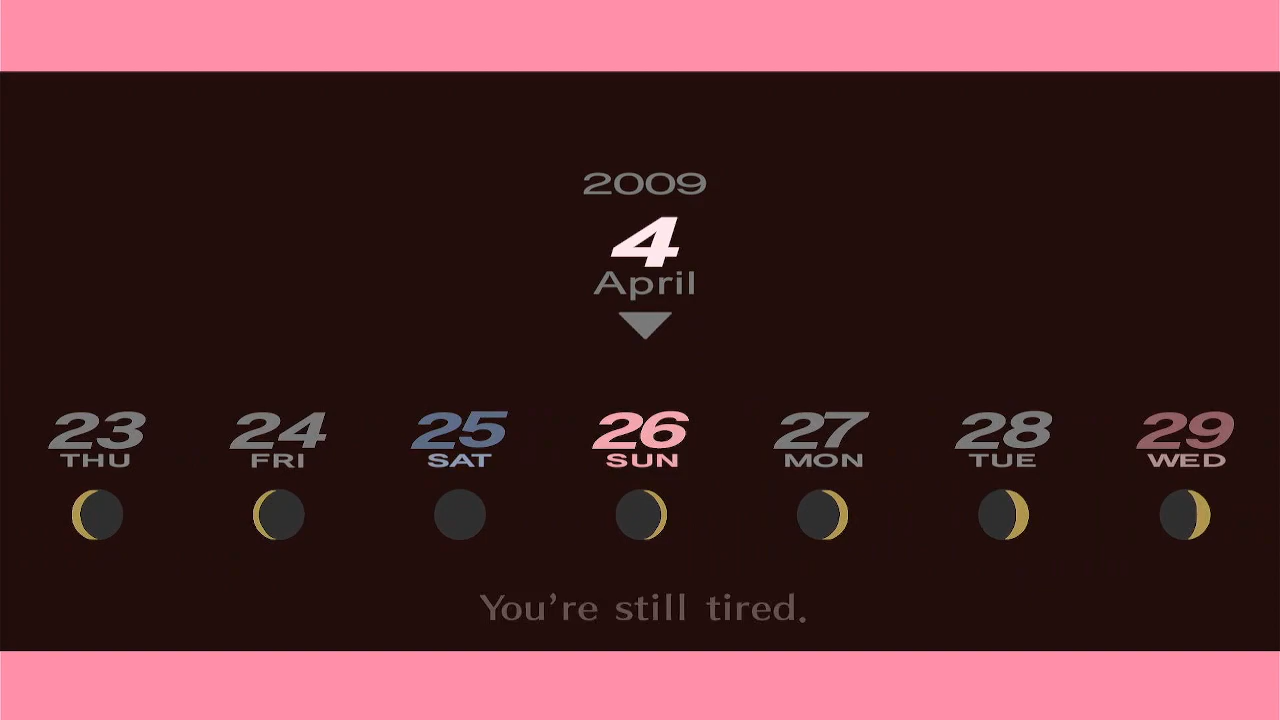 2009
4
April
23 24 25 26 27 28 29
THU FRI SAT SUN MON TUE WED
You're still tired.